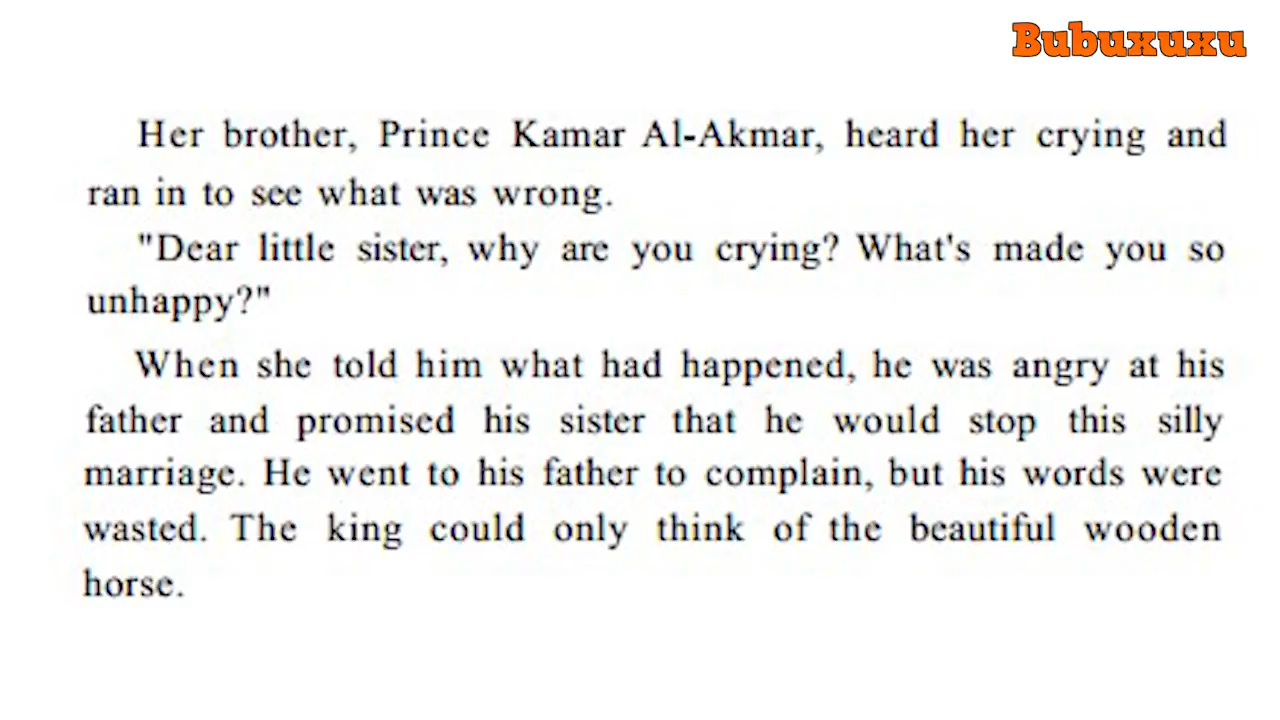 Bubuxuxu
Her brother, Prince Kamar Al-Akmar, heard her crying and
ran in to see what was wrong.
"Dear little sister, why are you crying? What's made you so
unhappy?"
When she told him what had happened, he was angry at his
father and promised his sister that he would stop this silly
marriage. He went to his father to complain, but his words were
wasted. The king could only think of the beautiful wooden
horse.